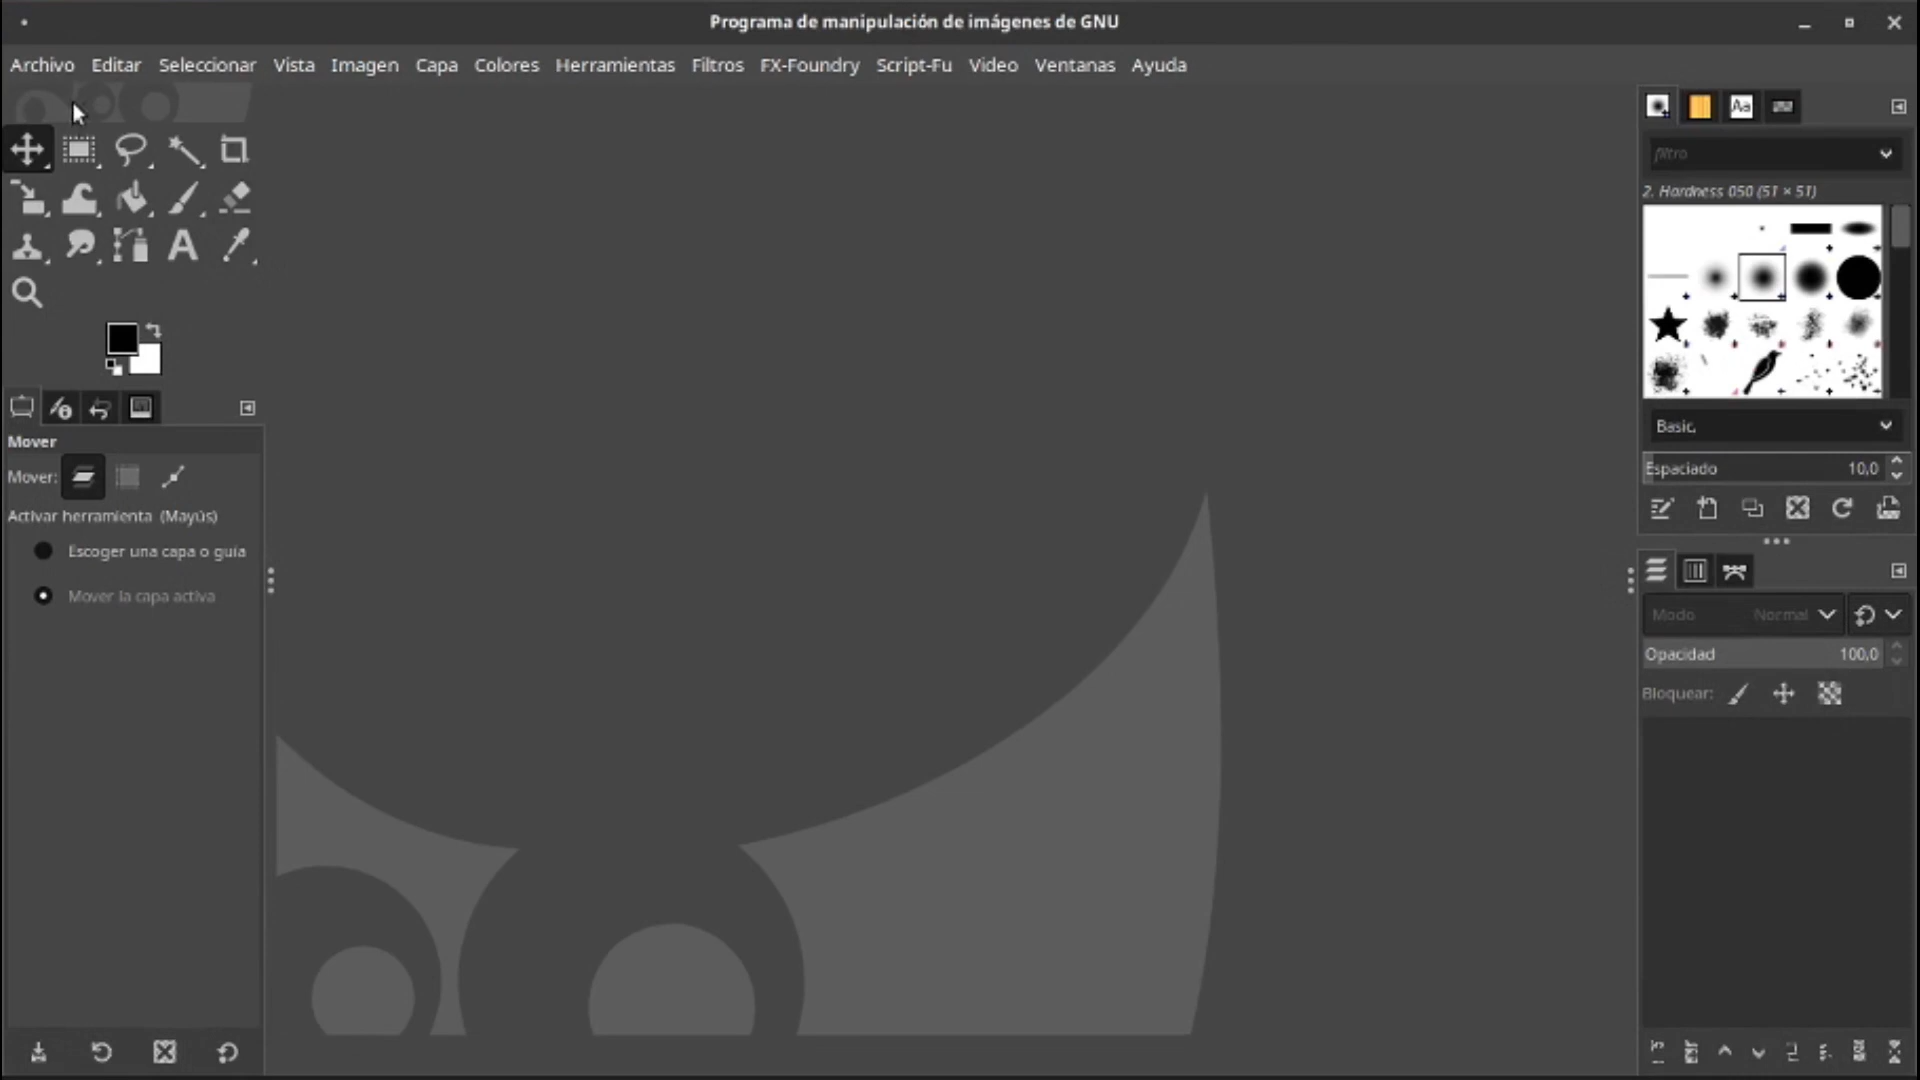 Programa de manipulación de imágenes de GNU
Archivo Editar Seleccionar Vista Imagen Capa Colores Herramientas Filtros FX-Foundry Script-Fu Video Ventanas Ayuda
Aa
filtro
2. Hardness 050 (51 × 51)
A
Mover
Mover:
Activar herramienta (Mayús)
Escoger una capa o guía
Mover la capa activa
Basic,
Espaciado 10,0
Modo Normal
Opacidad 100,0
Bloquear: